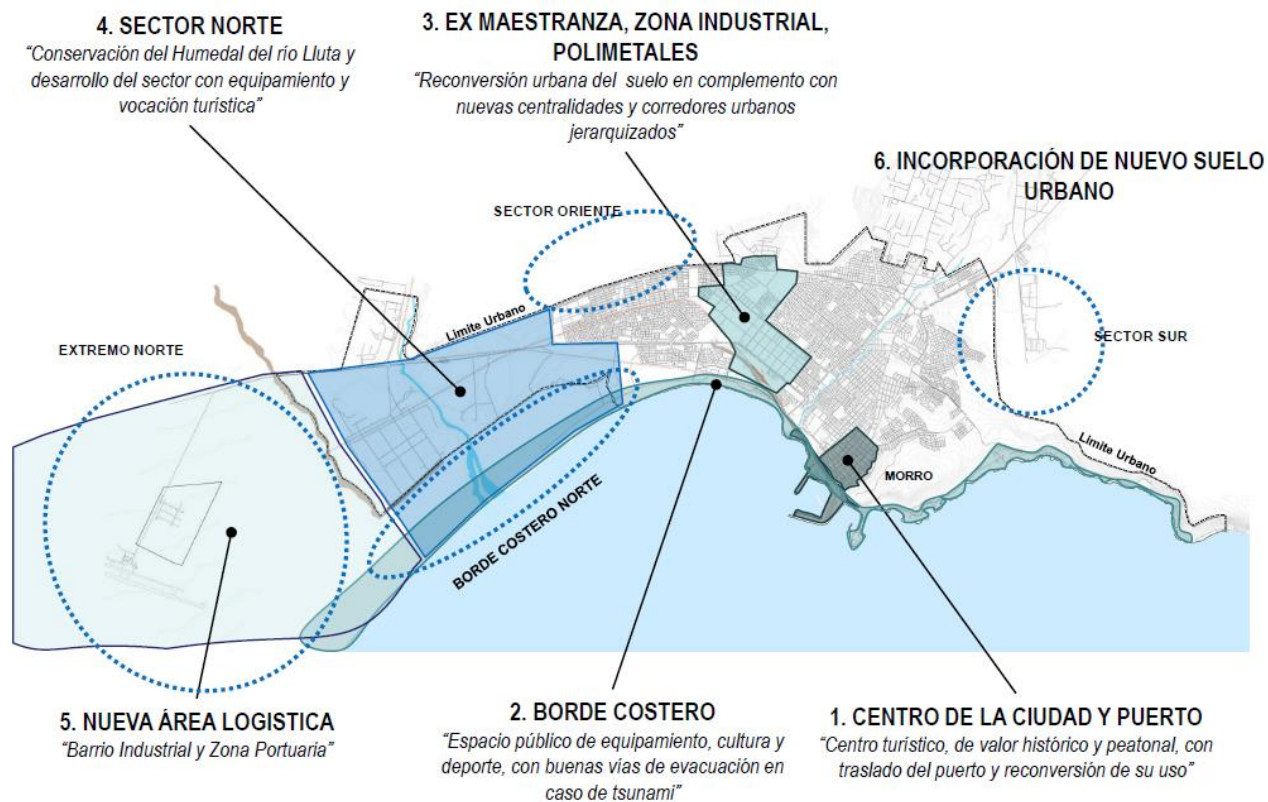 4. SECTOR NORTE
“Conservación del Humedal del río Lluta y
desarrollo del sector con equipamiento y
vocación turística”
3. EX MAESTRANZA, ZONA INDUSTRIAL,
POLIMETALES
“Reconversión urbana del suelo en complemento con
nuevas centralidades y corredores urbanos
jerarquizados”
6. INCORPORACIÓN DE NUEVO SUELO
URBANO
SECTOR ORIENTE
Limite Urbano
EXTREMO NORTE
SECTOR SUR
Limite Urbano
MORRO
BORDE COSTERO NORTE
5. NUEVA ÁREA LOGISTICA
“Barrio Industrial y Zona Portuaria”
2. BORDE COSTERO
“Espacio público de equipamiento, cultura y
deporte, con buenas vías de evacuación en
caso de tsunami”
1. CENTRO DE LA CIUDAD Y PUERTO
“Centro turístico, de valor histórico y peatonal, con
traslado del puerto y reconversión de su uso”